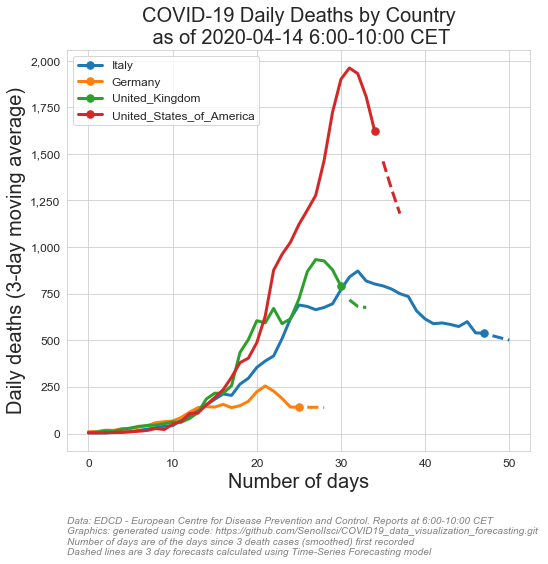 COVID-19 Daily Deaths by Country
as of 2020-04-14 6:00-10:00 CET
Italy
Germany
United_Kingdom
United_States_of_America
Daily deaths (3-day moving average)
2,000
1,750
1,500
1,250
1,000
750
500
250
0
0 10 20 30 40 50
Number of days
Data: EDCD - European Centre for Disease Prevention and Control. Reports at 6:00-10:00 CET
Graphics: generated using code: https://github.com/SenolIsci/COVID19_data_visualization_forecasting.git
Number of days are of the days since 3 death cases (smoothed) first recorded
Dashed lines are 3 day forecasts calculated using Time-Series Forecasting model